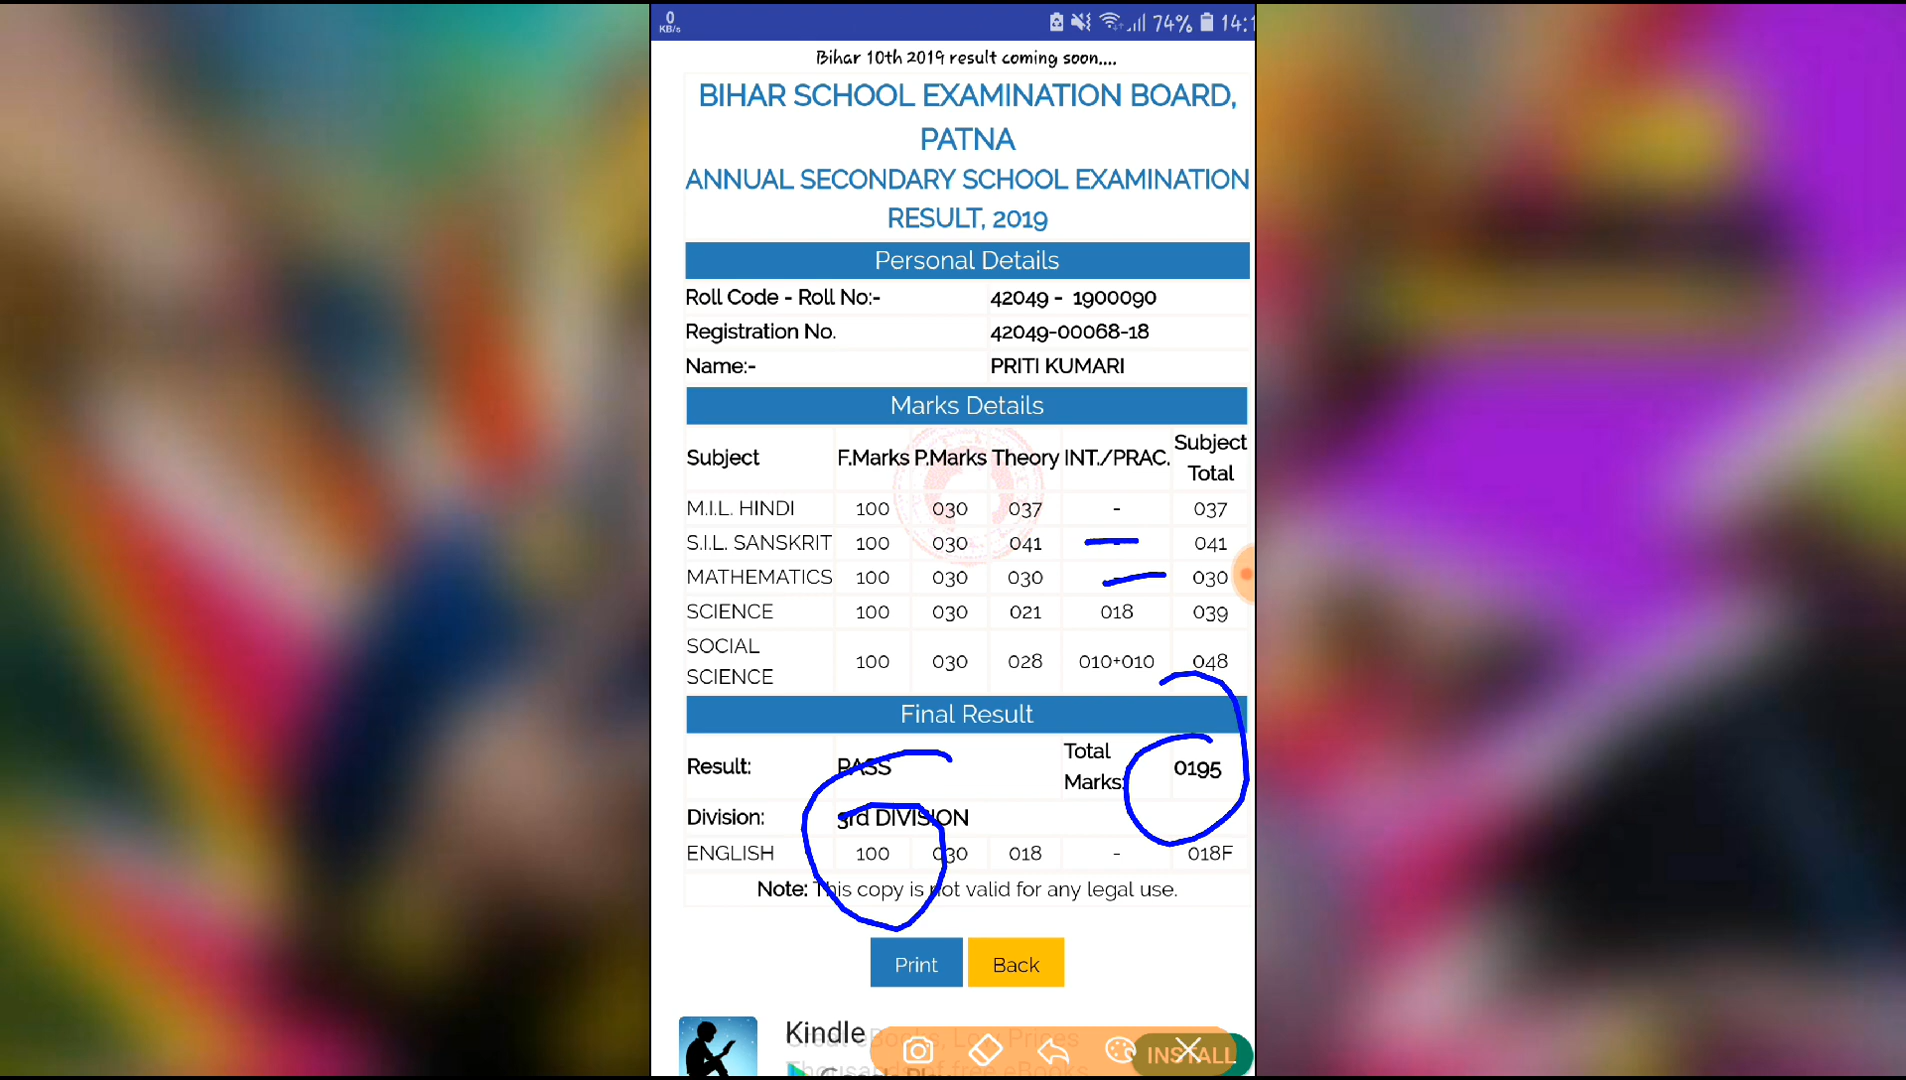 0
KB/s
74% 14:1
Bihar 10th 2019 result coming soon....
BIHAR SCHOOL EXAMINATION BOARD,
PATNA
ANNUAL SECONDARY SCHOOL EXAMINATION
RESULT, 2019
Personal Details
Roll Code - Roll No:- 42049 - 1900090
Registration No. 42049-00068-18
Name:- PRITI KUMARI
Marks Details
Subject F.Marks P.Marks Theory INT./PRAC. Subject
Total
M.I.L. HINDI 100 030 037 - 037
S.I.L. SANSKRIT 100 030 041 - 041
MATHEMATICS 100 030 030 - 030
SCIENCE 100 030 021 018 039
SOCIAL
SCIENCE 100 030 028 010+010 048
Final Result
Result: PASS Total
Marks: 0195
Division: 3rd DIVISION
ENGLISH 100 030 018 - 018F
Note: This copy is not valid for any legal use.
Print Back
Kindle
INSTALL